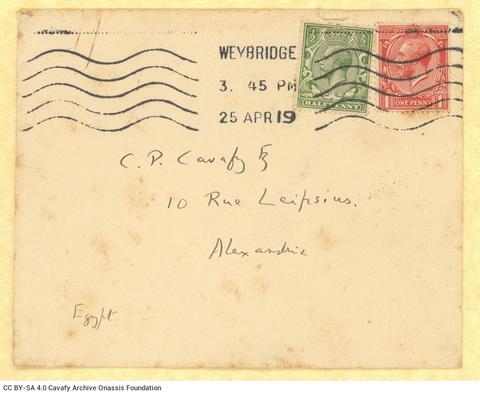 WEYBRIDGE
3. 45 PM
25 APR 19
HALFPENNY
ONE PENNY
C. P. Cavafy Esq
10 Rue Leipsius.
Alexandria
Egypt
CC BY-SA 4.0 Cavafy Archive Onassis Foundation